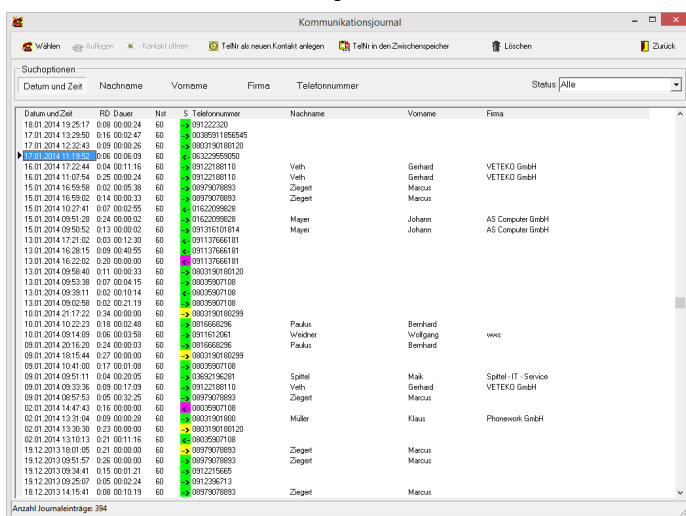 Kommunikationsjournal
Wählen Auflegen - Kontakt öffnen TelNr als neuen Kontakt anlegen TelNr in den Zwischenspeicher Löschen Zurück
Suchoptionen
Datum und Zeit Nachname Vorname Firma Telefonnummer Status Alle
Datum und Zeit RD Dauer Nst S Telefonnummer Nachname Vorname Firma
18.01.2014 19:25:17 0:08 00:00:24 60 -> 091222320
17.01.2014 13:29:50 0:16 00:02:47 60 -> 00385911856545
17.01.2014 12:32:43 0:09 00:00:26 60 -> 0803190180120
17.01.2014 11:19:52 0:06 00:06:09 60 <- 063229559050
16.01.2014 17:22:44 0:04 00:11:16 60 -> 09122188110 Veth Gerhard VETEKO GmbH
16.01.2014 11:07:54 0:25 00:00:24 60 -> 09122188110 Veth Gerhard VETEKO GmbH
15.01.2014 16:59:58 0:02 00:05:38 60 -> 08979078893 Ziegert Marcus
15.01.2014 16:59:02 0:14 00:00:33 60 -> 08979078893 Ziegert Marcus
15.01.2014 10:27:41 0:07 00:02:55 60 <- 01622099828
15.01.2014 09:51:28 0:24 00:00:02 60 -> 01622099828 Mayer Johann AS Computer GmbH
15.01.2014 09:50:52 0:13 00:00:02 60 -> 091316101814 Mayer Johann AS Computer GmbH
13.01.2014 17:21:02 0:03 00:12:30 60 <- 091137666181
13.01.2014 16:28:15 0:09 00:40:55 60 <- 091137666181
13.01.2014 16:22:02 0:20 00:00:00 60 <- 091137666181
13.01.2014 09:58:40 0:11 00:00:33 60 -> 0803190180120
13.01.2014 09:53:38 0:07 00:04:15 60 -> 08035907108
13.01.2014 09:39:11 0:02 00:10:14 60 <- 08035907108
13.01.2014 09:02:58 0:02 00:21:19 60 -> 08035907108
10.01.2014 21:17:22 0:34 00:00:00 60 -> 0803190180299
10.01.2014 10:22:23 0:18 00:02:48 60 -> 0816668296 Paulus Bernhard
10.01.2014 09:14:09 0:06 00:03:58 60 -> 0911612061 Weidner Wolfgang wws
09.01.2014 20:16:20 0:24 00:00:03 60 -> 0816668296 Paulus Bernhard
09.01.2014 18:15:44 0:27 00:00:00 60 -> 0803190180299
09.01.2014 10:41:00 0:17 00:01:08 60 -> 08035907108
09.01.2014 09:51:11 0:04 00:20:05 60 -> 03692196281 Spittel Maik Spittel - IT - Service
09.01.2014 09:33:36 0:09 00:17:09 60 -> 09122188110 Veth Gerhard VETEKO GmbH
09.01.2014 08:57:53 0:05 00:32:25 60 -> 08979078893 Ziegert Marcus
02.01.2014 14:47:43 0:16 00:00:00 60 <- 08035907108
02.01.2014 13:31:04 0:09 00:00:28 60 -> 08031901800 Müller Klaus Phonework GmbH
02.01.2014 13:30:30 0:23 00:00:00 60 -> 0803190180120
02.01.2014 13:10:13 0:21 00:11:16 60 <- 08035907108
19.12.2013 18:01:05 0:21 00:00:00 60 -> 08979078893 Ziegert Marcus
19.12.2013 09:51:57 0:26 00:00:00 60 -> 08979078893 Ziegert Marcus
19.12.2013 09:34:41 0:15 00:01:21 60 -> 0912215665
19.12.2013 09:25:07 0:05 00:02:24 60 -> 0912396713
18.12.2013 14:15:41 0:08 00:10:19 60 -> 08979078893 Ziegert Marcus
Anzahl Journaleinträge: 394